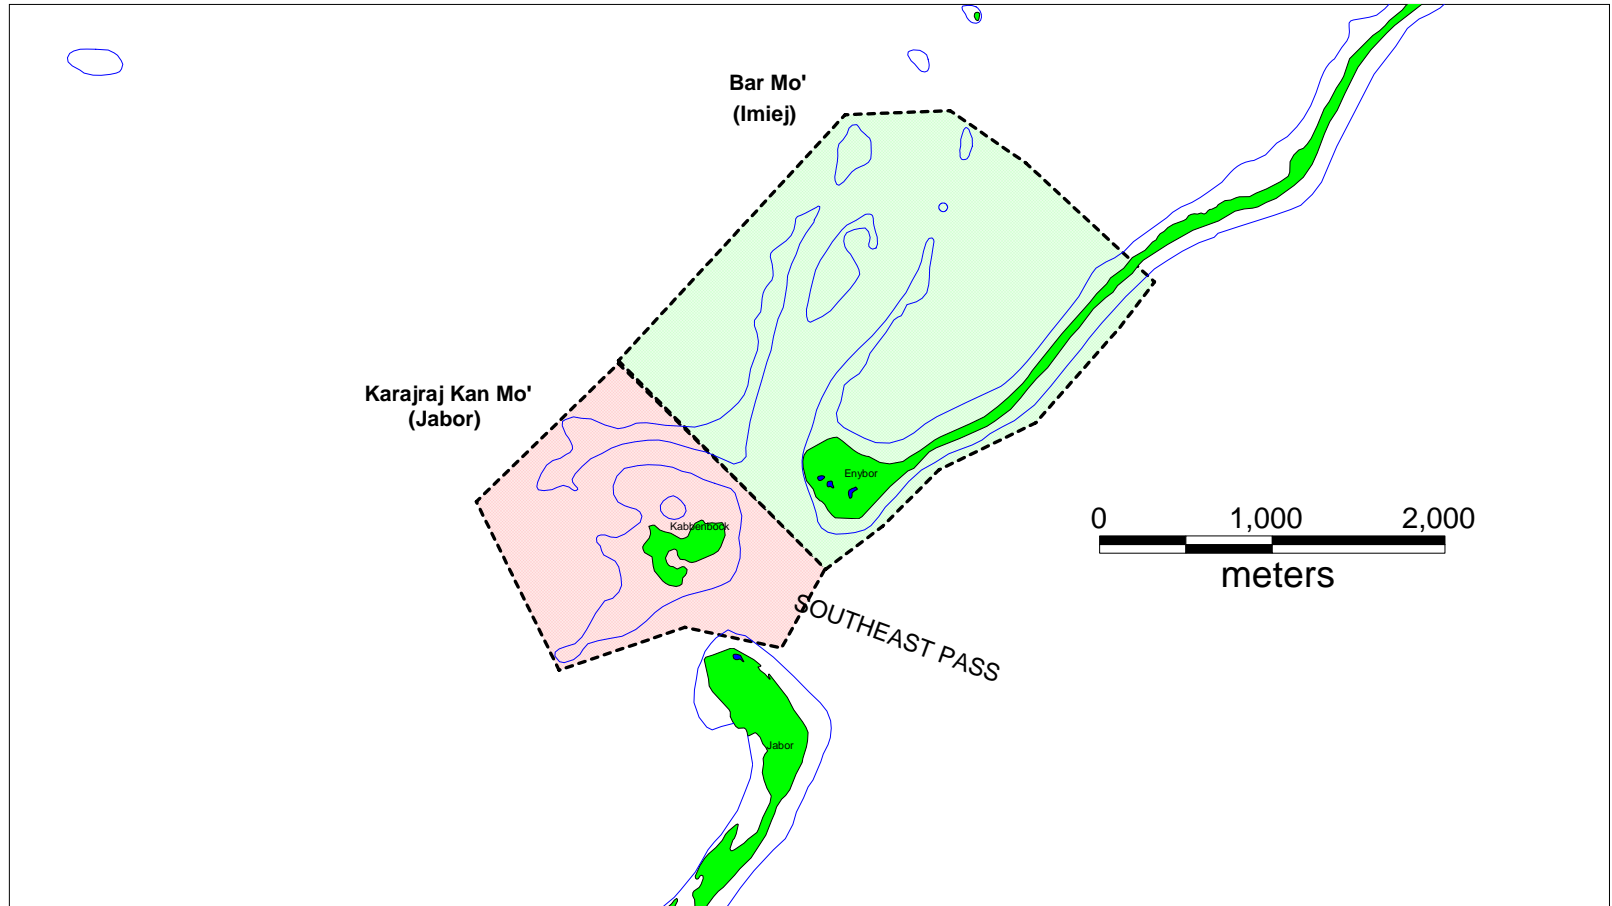 Bar Mo'
(Imiej)
Karajraj Kan Mo'
(Jabor)
Enybor
Kabbenbock
0 1,000 2,000
meters
SOUTHEAST PASS
Jabor